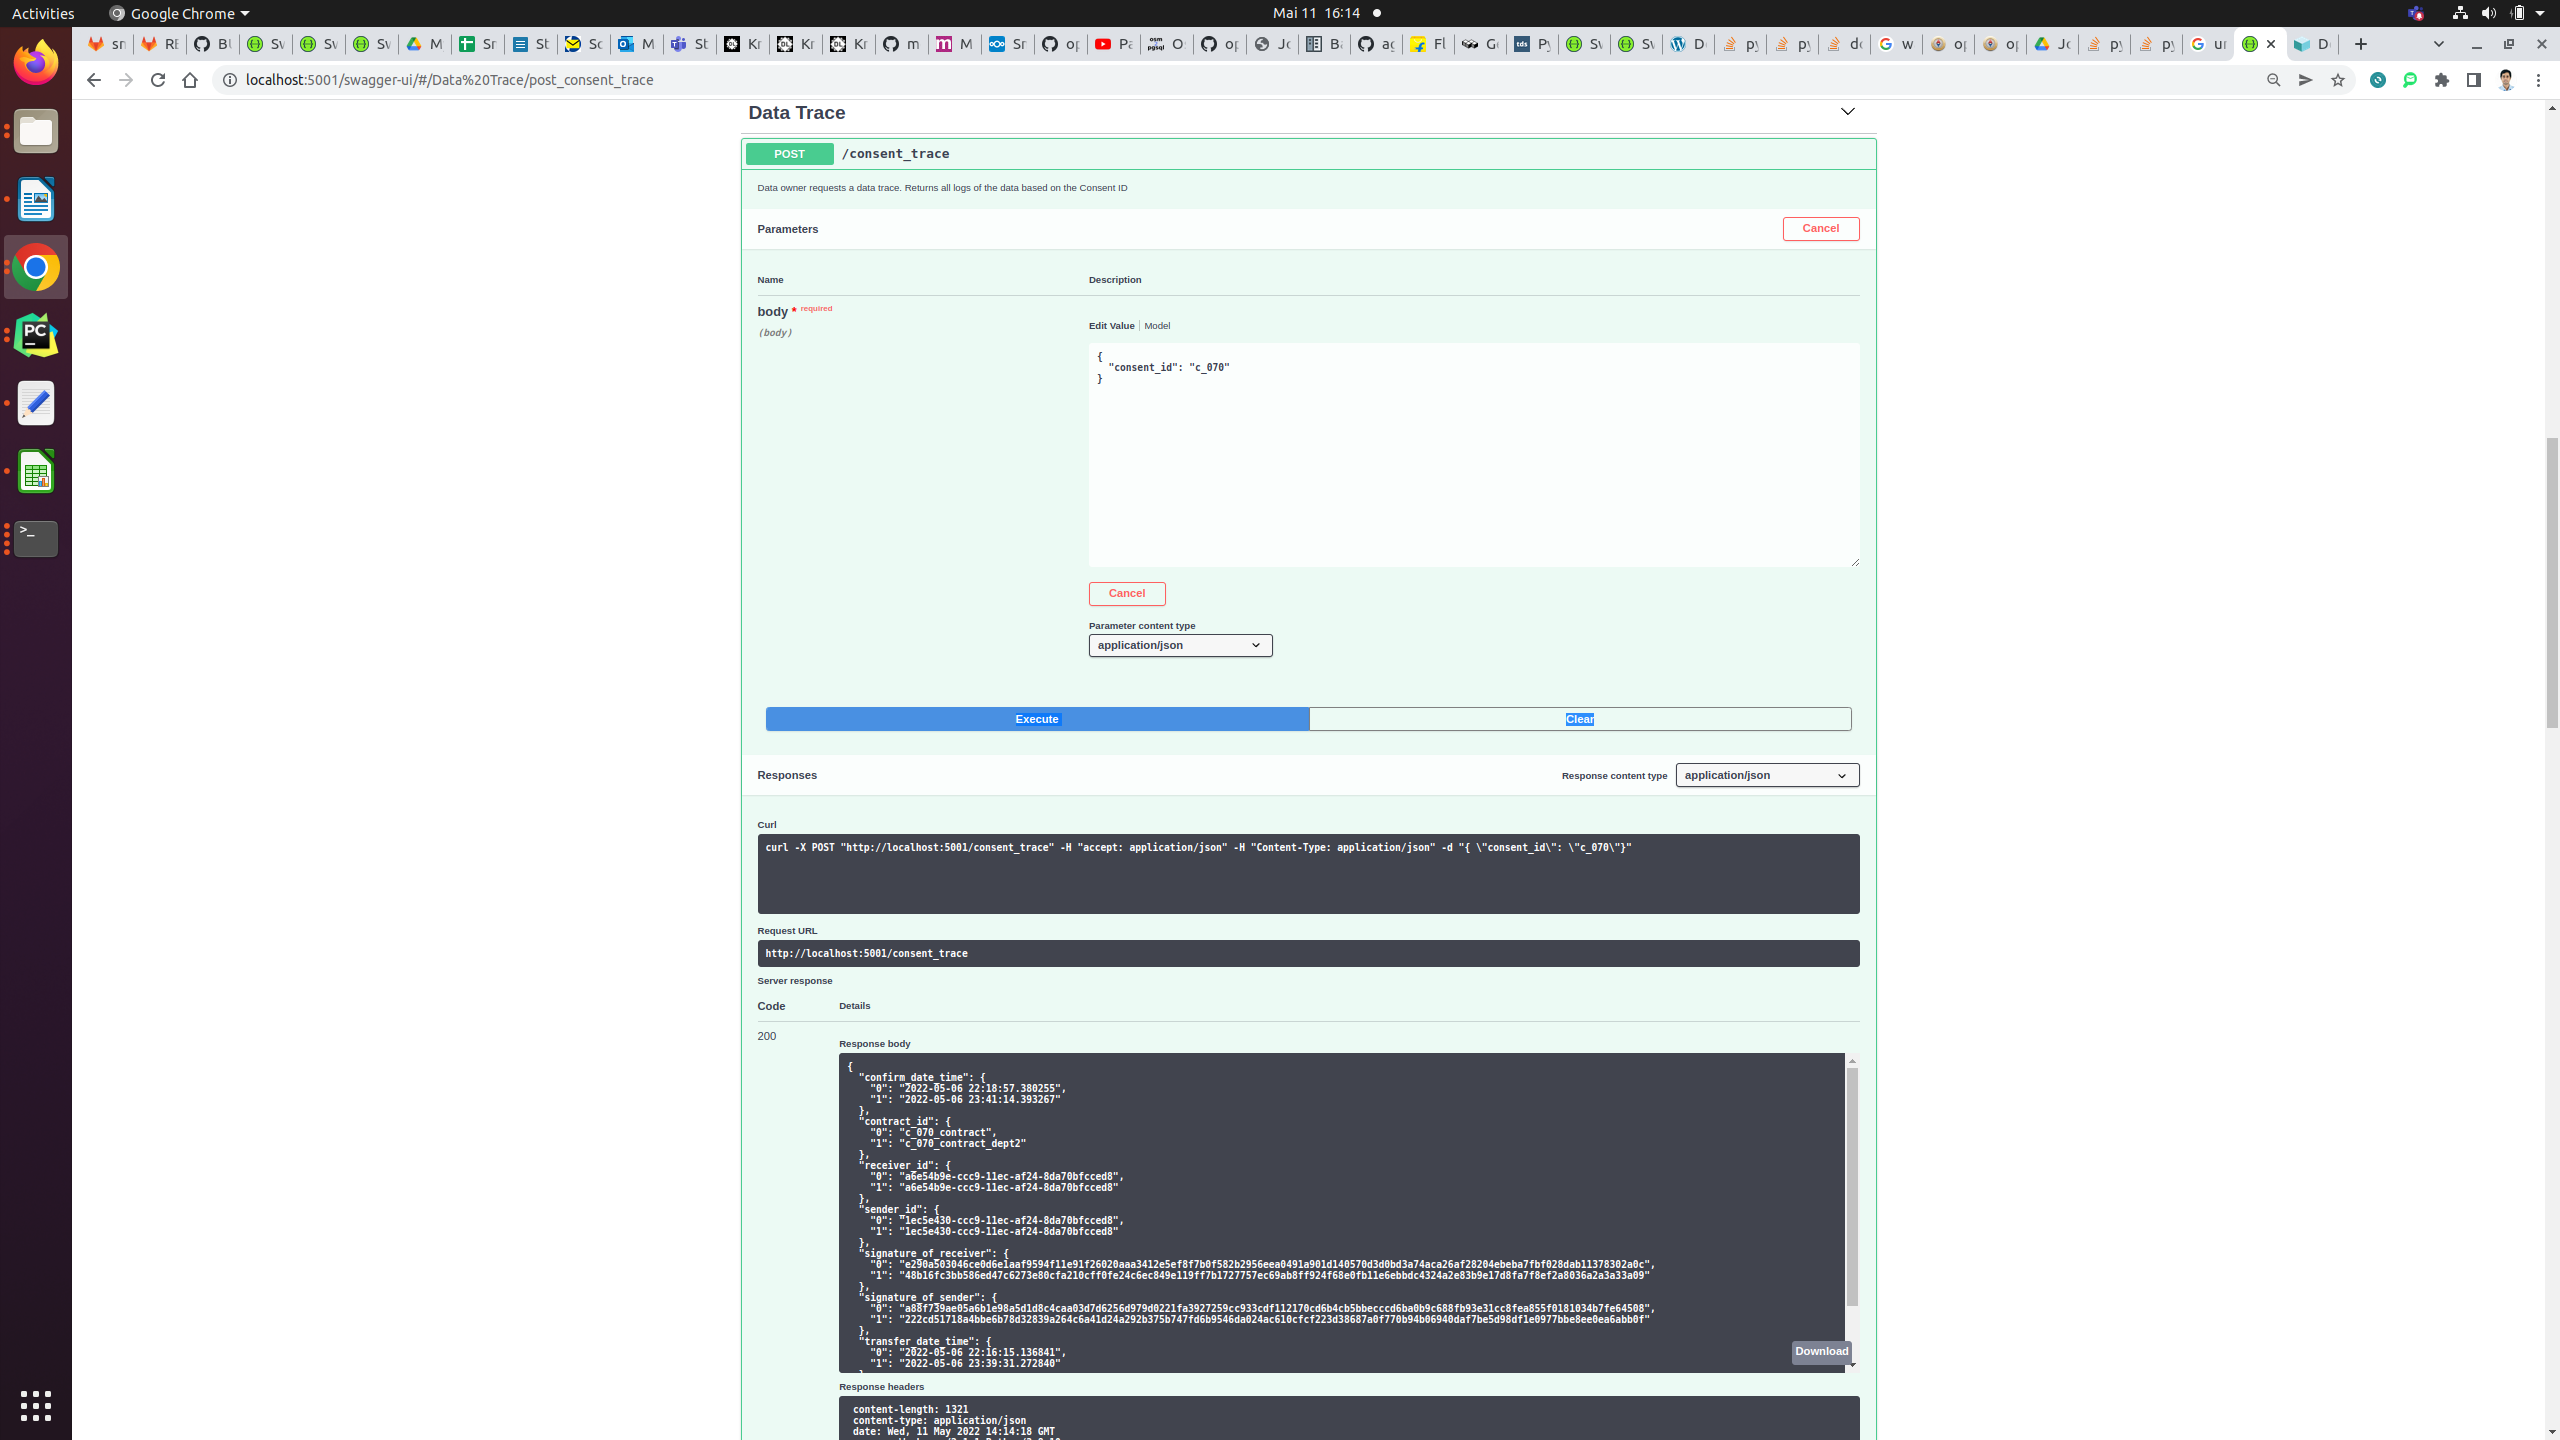 Activities
Google Chrome
Mai 11 16:14
localhost:5001/swagger-ui/#/Data%20Trace/post_consent_trace
Data Trace
POST /consent_trace
Data owner requests a data trace. Returns all logs of the data based on the Consent ID
Parameters
Cancel
Name
Description
body * required
(body)
Edit Value | Model
{
"consent_id": "c_070"
}
Cancel
Parameter content type
application/json
Execute
Clear
Responses
Response content type
application/json
Curl
curl -X POST "http://localhost:5001/consent_trace" -H "accept: application/json" -H "Content-Type: application/json" -d "{ \"consent_id\": \"c_070\"}"
Request URL
http://localhost:5001/consent_trace
Server response
Code
Details
200
Response body
{
"confirm_date_time": {
"0": "2022-05-06 22:18:57.380255",
"1": "2022-05-06 23:41:14.393267"
},
"contract_id": {
"0": "c_070_contract",
"1": "c_070_contract_dept2"
},
"receiver_id": {
"0": "a6e54b9e-ccc9-11ec-af24-8da70bfcced8",
"1": "a6e54b9e-ccc9-11ec-af24-8da70bfcced8"
},
"sender_id": {
"0": "1ec5e430-ccc9-11ec-af24-8da70bfcced8",
"1": "1ec5e430-ccc9-11ec-af24-8da70bfcced8"
},
"signature_of_receiver": {
"0": "e290a503046ce0d6e1aaf9594f11e91f26020aaa3412e5ef8f7b0f582b2956eea0491a901d140570d3d0bd3a74aca26af28204ebeba7fbf028dab11378302a0c",
"1": "48b16fc3bb586ed47c6273e80cfa210cff0fe24c6ec849e119ff7b1727757ec69ab8ff924f68e0fb11e6ebbdc4324a2e83b9e17d8fa7f8ef2a8036a2a3a33a09"
},
"signature_of_sender": {
"0": "a88f739ae05a6b1e98a5d1d8c4caa03d7d6256d979d0221fa3927259cc933cdf112170cd6b4cb5bbecccd6ba0b9c688fb93e31cc8fea855f0181034b7fe64508",
"1": "222cd51718a4bbe6b78d32839a264c6a41d24a292b375b747fd6b9546da024ac610cfcf223d38687a0f770b94b06940daf7be5d98df1e0977bbe8ee0ea6abb0f"
},
"transfer_date_time": {
"0": "2022-05-06 22:16:15.136841",
"1": "2022-05-06 23:39:31.272840"
Download
Response headers
content-length: 1321
content-type: application/json
date: Wed, 11 May 2022 14:14:18 GMT